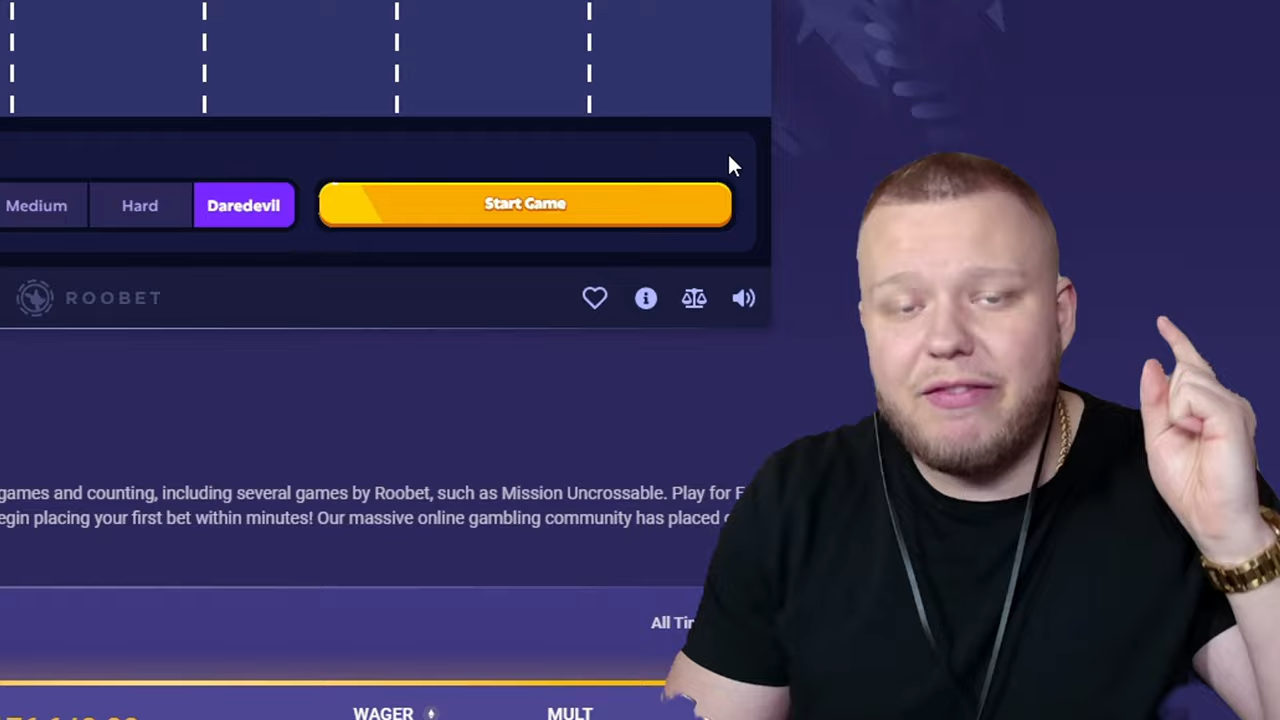 Medium Hard Daredevil Start Game
ROOBET
games and counting, including several games by Roobet, such as Mission Uncrossable. Play for
egin placing your first bet within minutes! Our massive online gambling community has placed
All
WAGER MULT